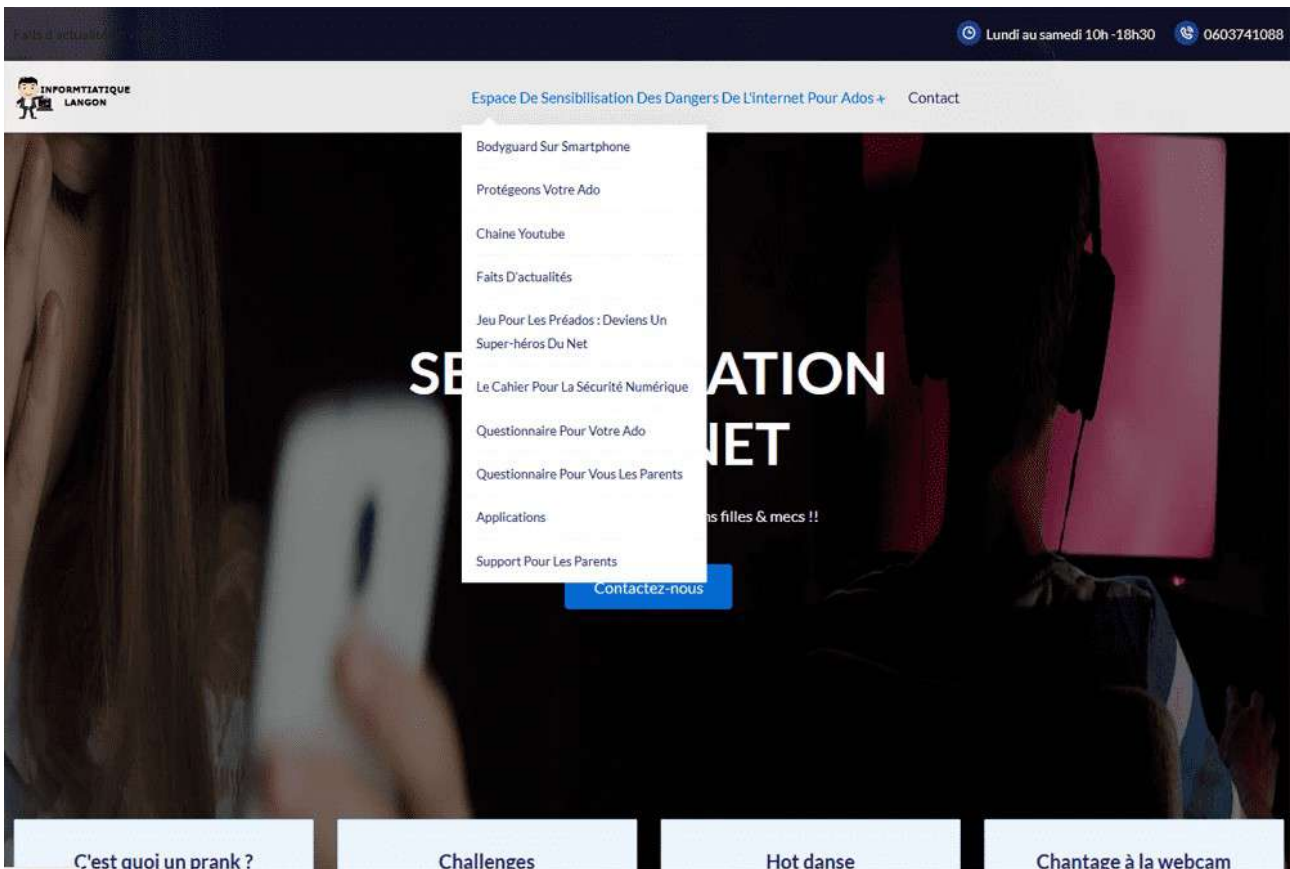 Faits d'actualité
Lundi au samedi 10h -18h30
0603741088
INFORMTIATIQUE
LANGON
Espace De Sensibilisation Des Dangers De L'internet Pour Ados +
Contact
Bodyguard Sur Smartphone
Protégeons Votre Ado
Chaine Youtube
Faits D'actualités
Jeu Pour Les Préados : Deviens Un
Super-héros Du Net
Le Cahier Pour La Sécurité Numérique
Questionnaire Pour Votre Ado
Questionnaire Pour Vous Les Parents
Applications
Support Pour Les Parents
SE ATION
NET
ns filles & mecs !!
Contactez-nous
C'est quoi un prank ?
Challenges
Hot danse
Chantage à la webcam